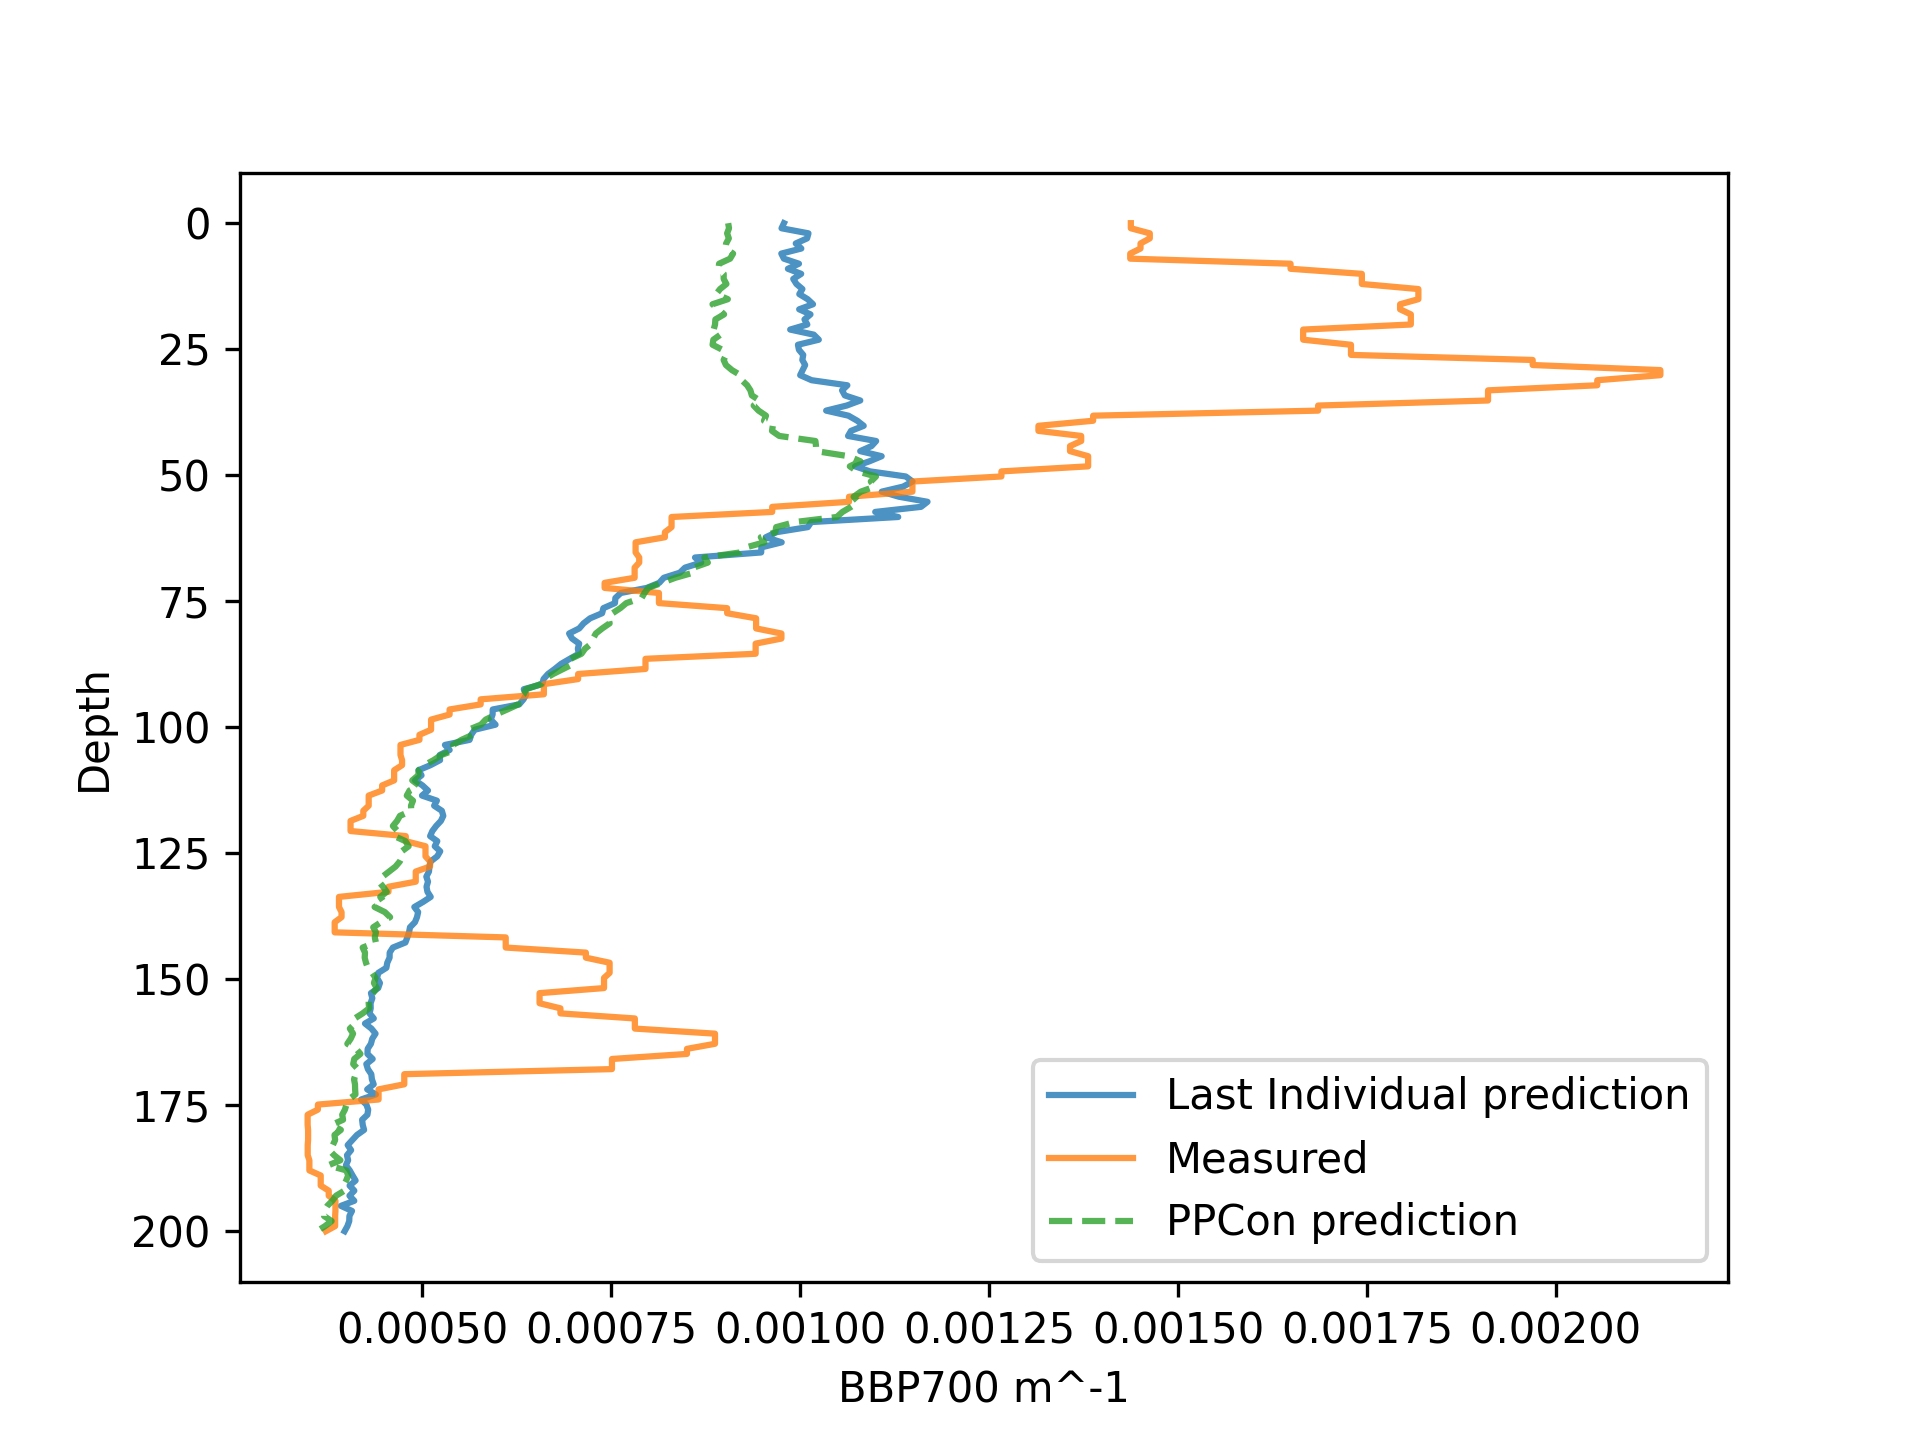 0
25
50
75
100
125
150
175
200
Depth
0.00050 0.00075 0.00100 0.00125 0.00150 0.00175 0.00200
BBP700 m^-1
Last Individual prediction
Measured
PPCon prediction